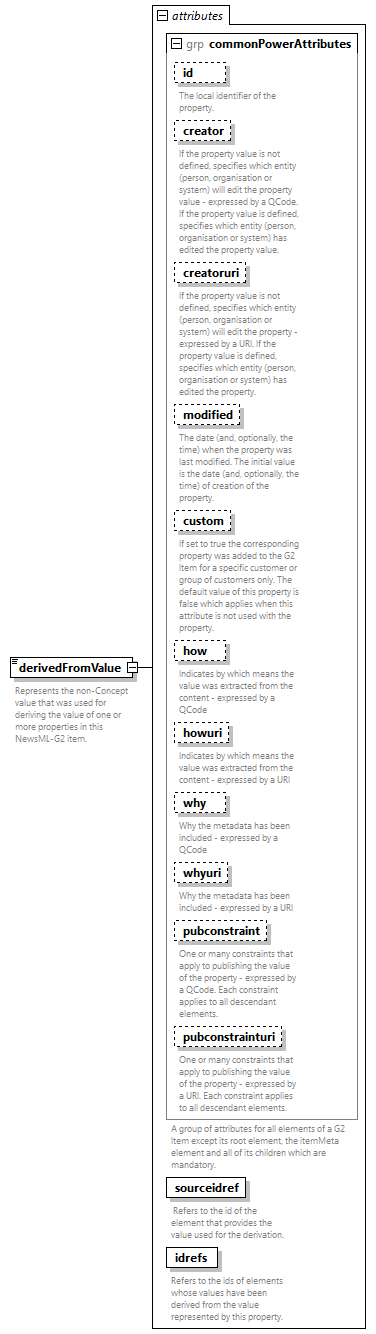 attributes
grp commonPowerAttributes
id
The local identifier of the
property.
creator
If the property value is not
defined, specifies which entity
(person, organisation or
system) will edit the property
value - expressed by a QCode.
If the property value is defined,
specifies which entity (person,
organisation or system) has
edited the property value.
creatoruri
If the property value is not
defined, specifies which entity
(person, organisation or
system) will edit the property -
expressed by a URI. If the
property value is defined,
specifies which entity (person,
organisation or system) has
edited the property.
modified
The date (and, optionally, the
time) when the property was
last modified. The initial value
is the date (and, optionally, the
time) of creation of the
property.
custom
If set to true the corresponding
property was added to the G2
Item for a specific customer or
group of customers only. The
default value of this property is
false which applies when this
attribute is not used with the
property.
how
Indicates by which means the
value was extracted from the
content - expressed by a
QCode
derivedFromValue
Represents the non-Concept
value that was used for
deriving the value of one or
more properties in this
NewsML-G2 item.
howuri
Indicates by which means the
value was extracted from the
content - expressed by a URI
why
Why the metadata has been
included - expressed by a
QCode
whyuri
Why the metadata has been
included - expressed by a URI
pubconstraint
One or many constraints that
apply to publishing the value
of the property - expressed by
a QCode. Each constraint
applies to all descendant
elements.
pubconstrainturi
One or many constraints that
apply to publishing the value
of the property - expressed by
a URI. Each constraint applies
to all descendant elements.
A group of attributes for all elements of a G2
Item except its root element, the itemMeta
element and all of its children which are
mandatory.
sourceidref
Refers to the id of the
element that provides the
value used for the derivation.
idrefs
Refers to the ids of elements
whose values have been
derived from the value
represented by this property.